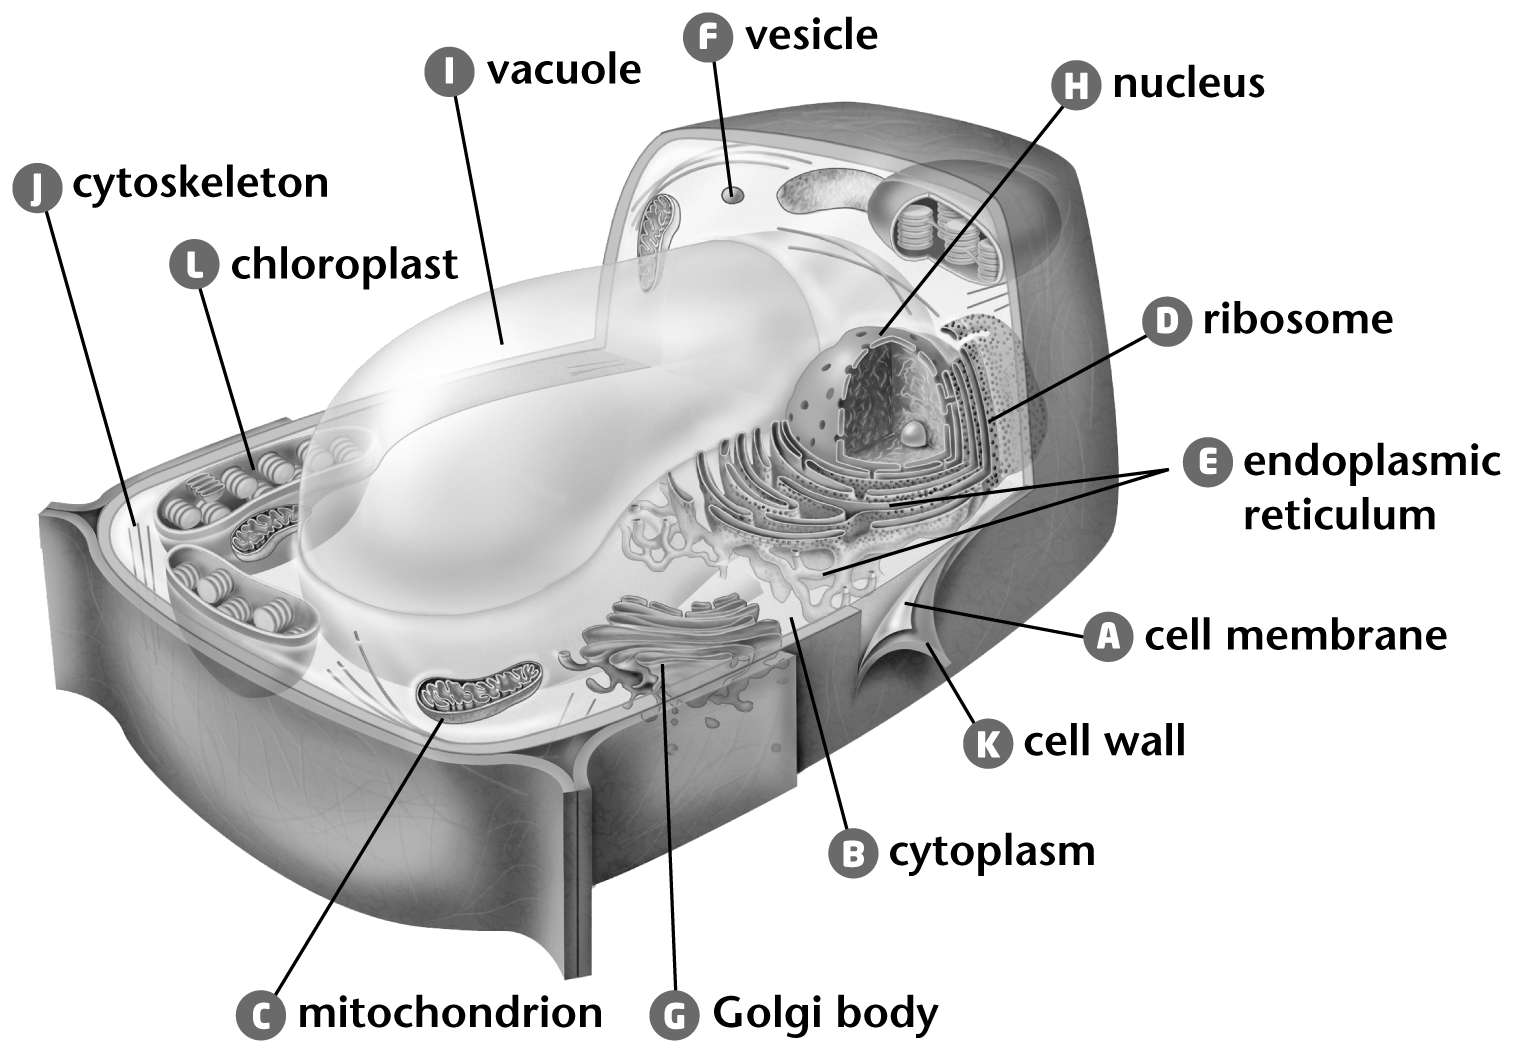 F vesicle
I vacuole
H nucleus
J cytoskeleton
L chloroplast
D ribosome
E endoplasmic
reticulum
A cell membrane
K cell wall
B cytoplasm
C mitochondrion
G Golgi body